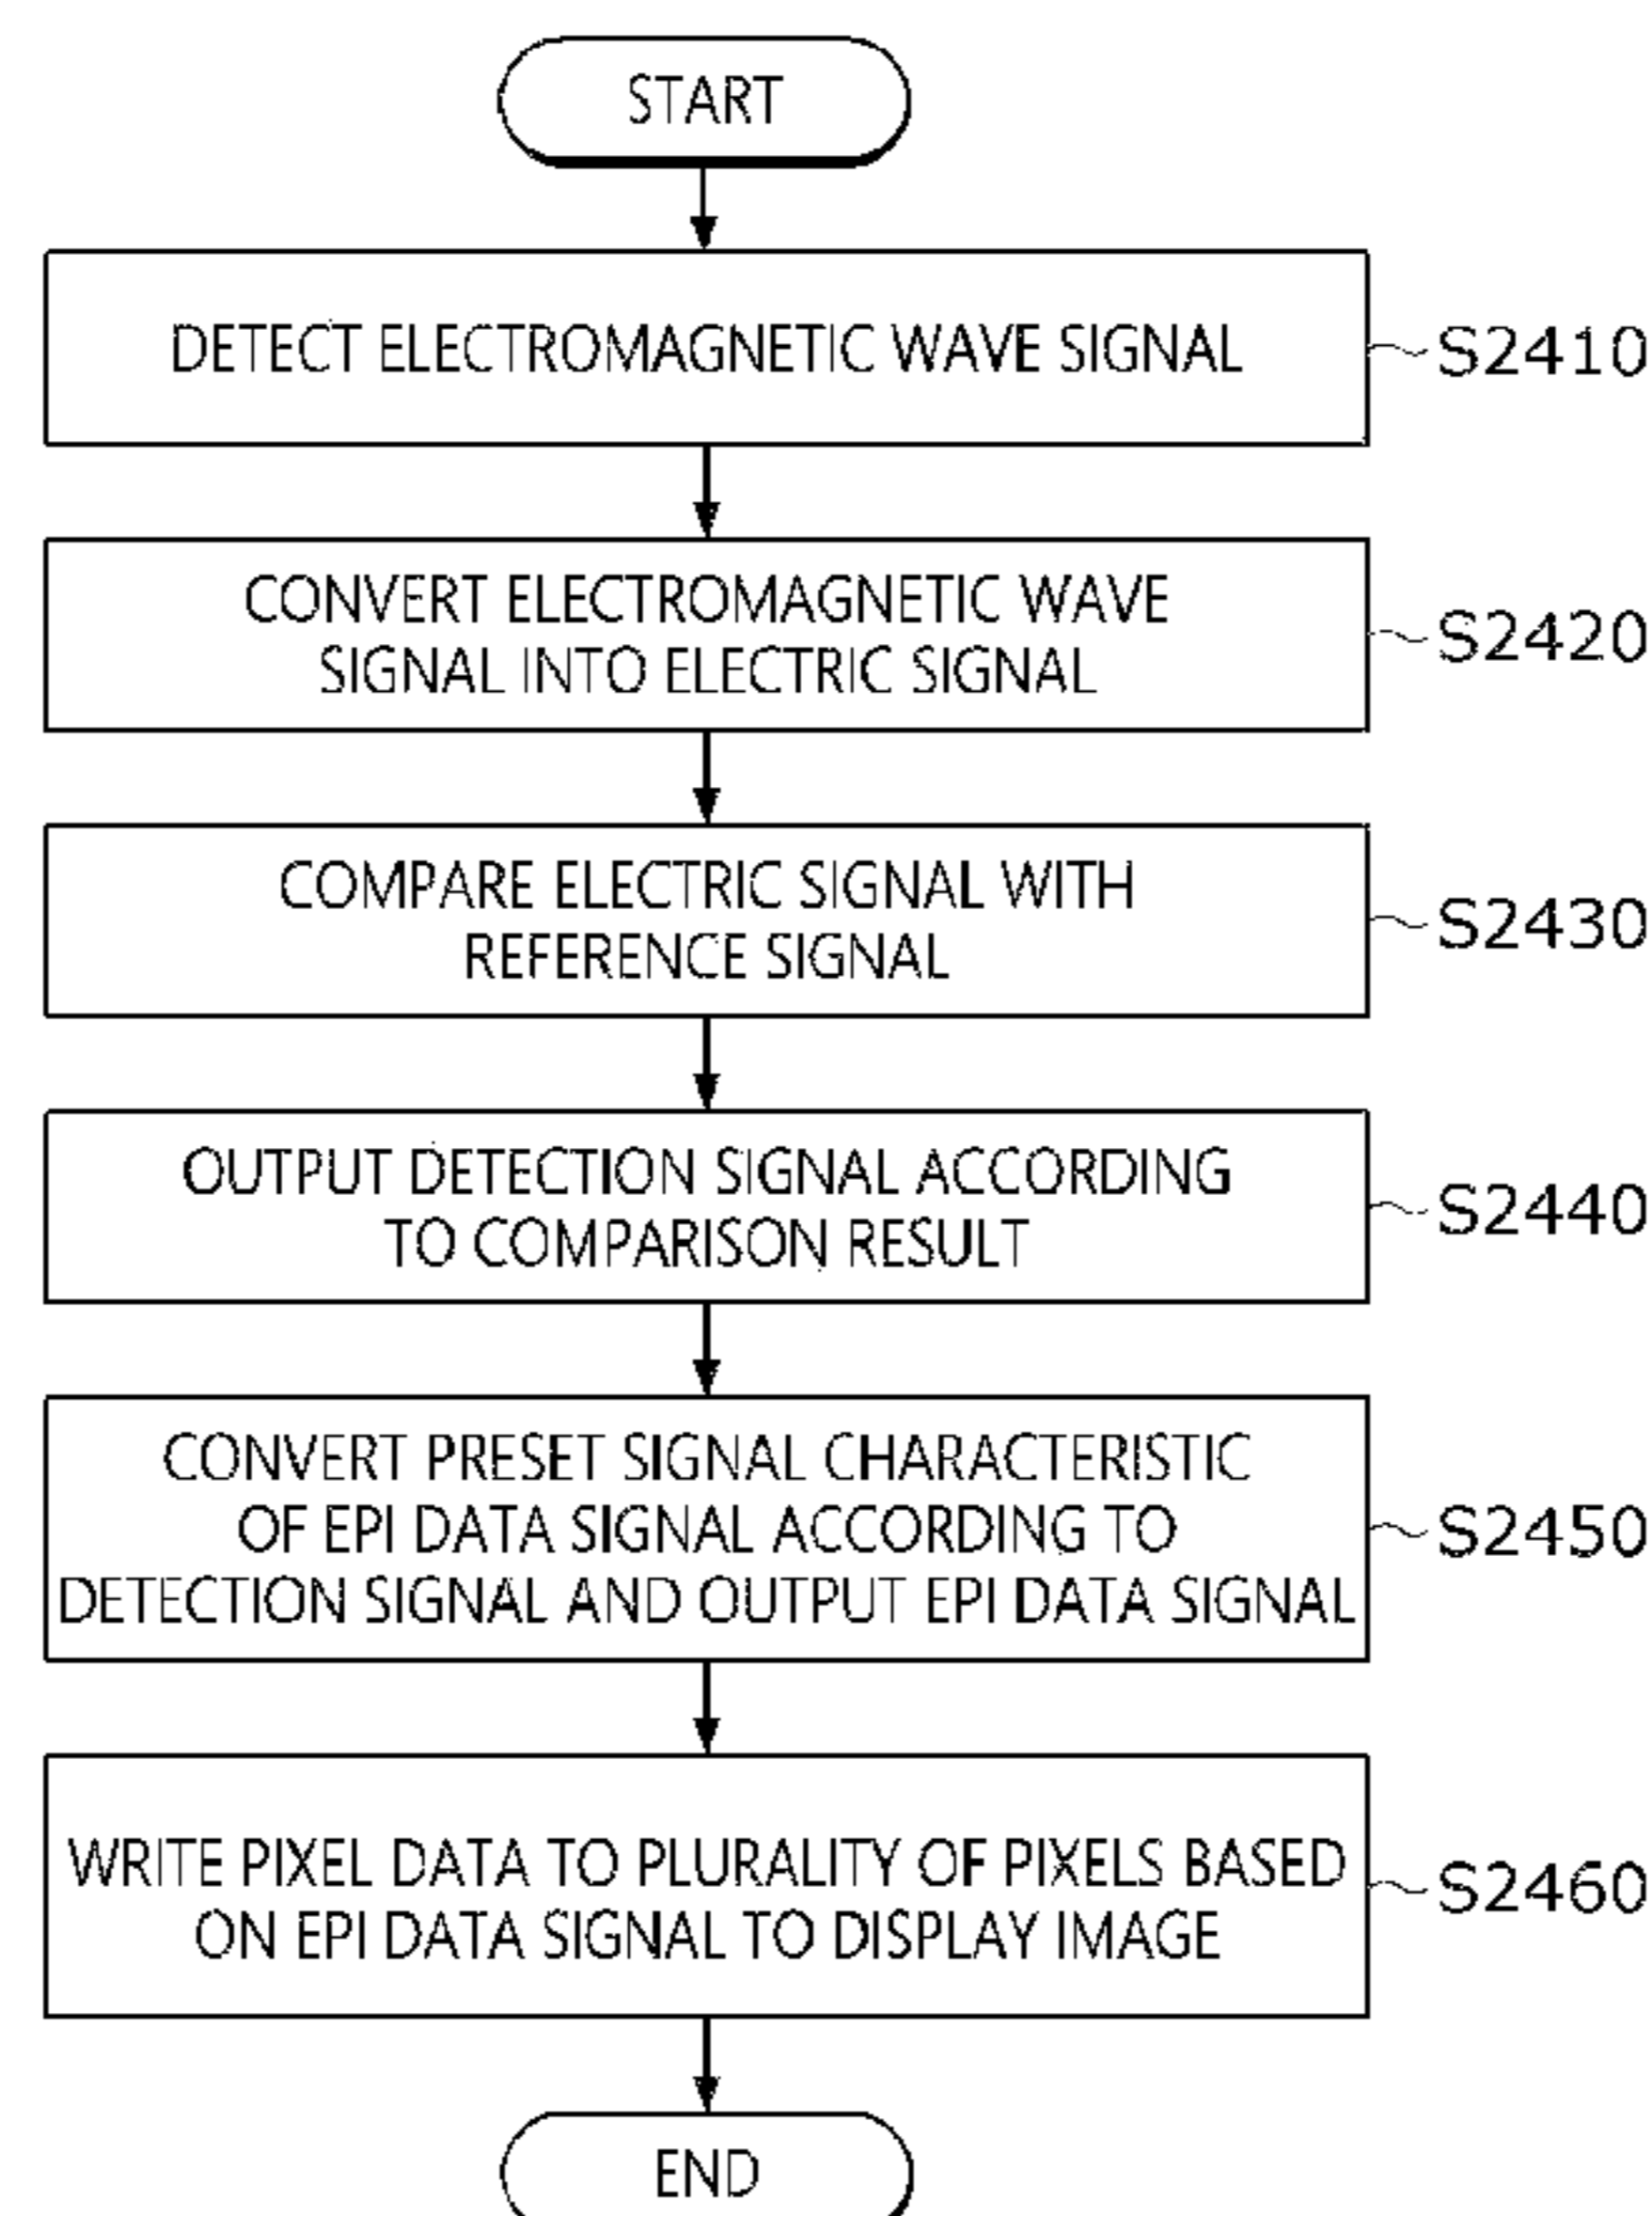 START
DETECT ELECTROMAGNETIC WAVE SIGNAL
S2410
CONVERT ELECTROMAGNETIC WAVE
SIGNAL INTO ELECTRIC SIGNAL
S2420
COMPARE ELECTRIC SIGNAL WITH
REFERENCE SIGNAL
S2430
OUTPUT DETECTION SIGNAL ACCORDING
TO COMPARISON RESULT
S2440
CONVERT PRESET SIGNAL CHARACTERISTIC
OF EPI DATA SIGNAL ACCORDING TO
DETECTION SIGNAL AND OUTPUT EPI DATA SIGNAL
S2450
WRITE PIXEL DATA TO PLURALITY OF PIXELS BASED
ON EPI DATA SIGNAL TO DISPLAY IMAGE
S2460
END